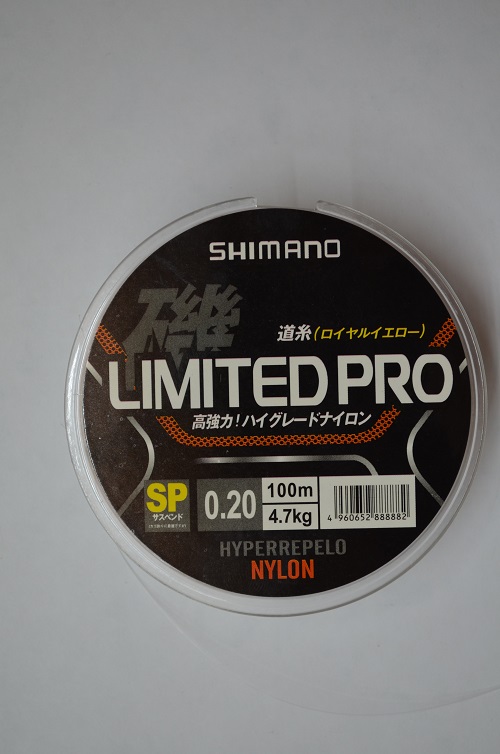 SHIMANO
磯
道糸(ロイヤルイエロー)
LIMITED PRO
高強力!ハイグレードナイロン
SP
サスペンド
0.20
100m
4.7kg
4 960652 888882
HYPERREPELO
NYLON